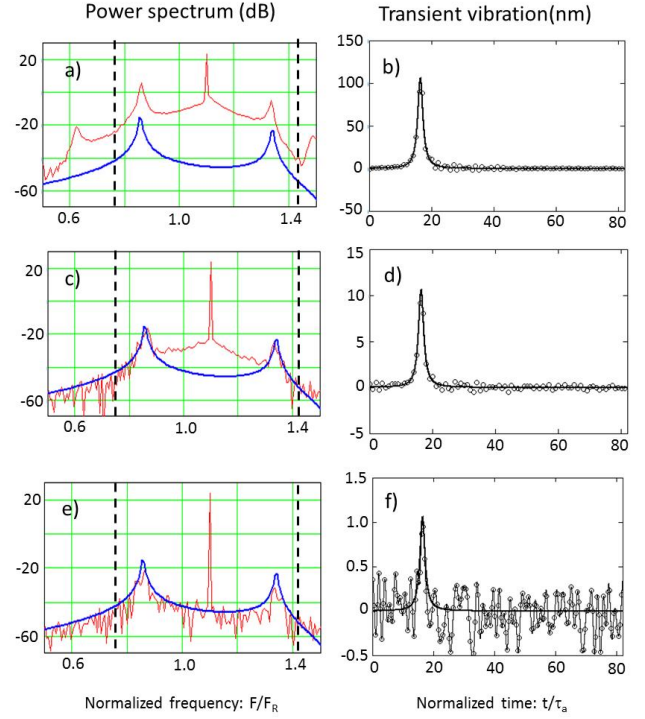 Power spectrum (dB) Transient vibration(nm)
a)
20
-20
-60
0.6 1.0 1.4
b)
150
100
50
0
-50
0 20 40 60 80
c)
20
-20
-60
0.6 1.0 1.4
d)
10
5
0
-5
0 20 40 60 80
e)
20
-20
-60
0.6 1.0 1.4
f)
1.5
1.0
0.5
0
-0.5
0 20 40 60 80
Normalized frequency: F/F_R
Normalized time: t/τ_a